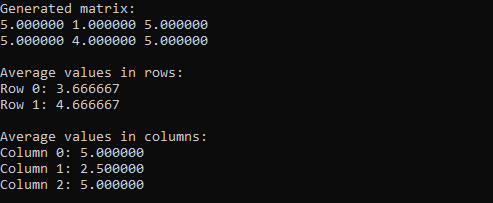 Generated matrix:
5.000000 1.000000 5.000000
5.000000 4.000000 5.000000
Average values in rows:
Row 0: 3.666667
Row 1: 4.666667
Average values in columns:
Column 0: 5.000000
Column 1: 2.500000
Column 2: 5.000000